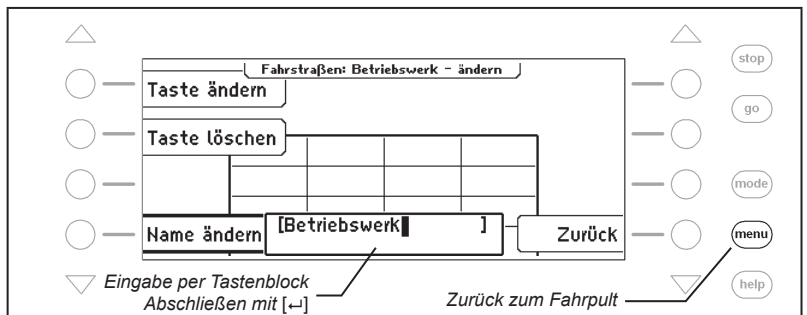 Fahrstraßen: Betriebswerk - ändern
Taste ändern
Taste löschen
Name ändern
[Betriebswerk ]
Zurück
stop
go
mode
menu
help
Eingabe per Tastenblock
Abschließen mit [↵]
Zurück zum Fahrpult